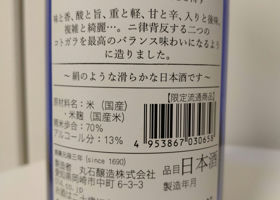 味と香、酸と旨、重と軽、甘と辛、入りと後味、
複雑と綺麗…。二律背反する二つの
コトガラを最高のバランス味わいになるよう
に造りました。
～絹のような滑らかな日本酒です～
原材料名：米（国産）
・米麹（国産米）
精米歩合：70%
アルコール分：13%
【限定流通商品】
4 953867 030658
元禄三年（since 1690)
製造者 丸石醸造株式会社
愛知県岡崎市中町6-3-3
品目 日本酒
製造年月